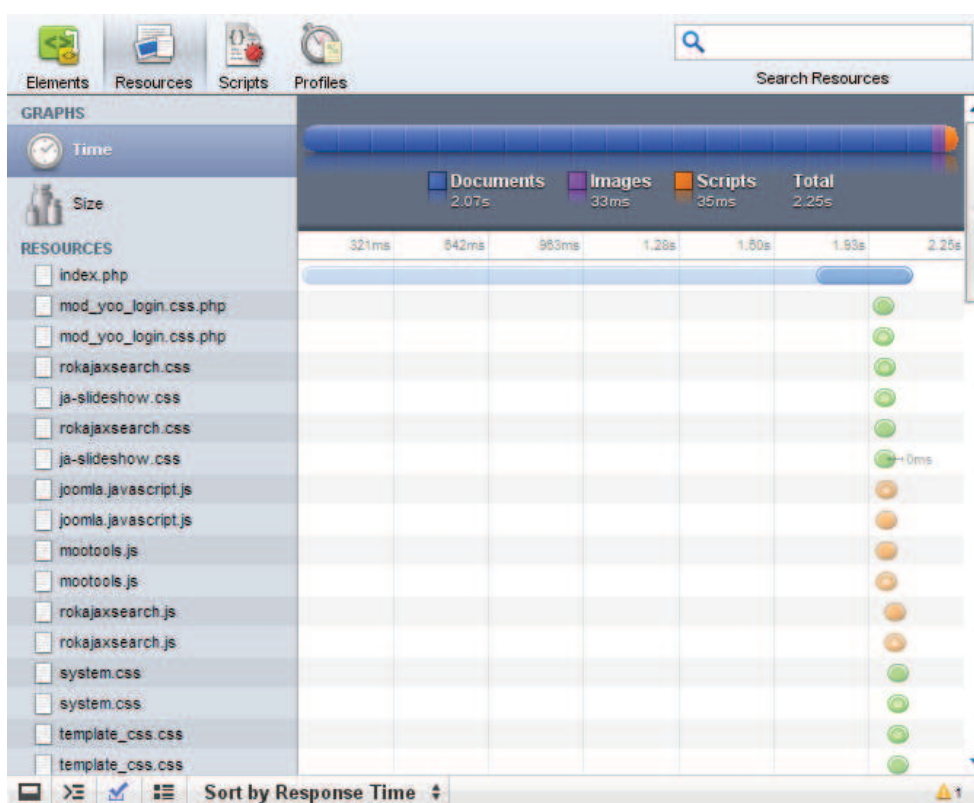 Elements Resources Scripts Profiles
Search Resources
GRAPHS
Time
Size
Documents Images Scripts Total
2.07s 33ms 35ms 2.25s
RESOURCES
321ms 642ms 963ms 1.28s 1.60s 1.93s 2.25s
index.php
mod_yoo_login.css.php
mod_yoo_login.css.php
rokajaxsearch.css
ja-slideshow.css
rokajaxsearch.css
ja-slideshow.css
0ms
joomla.javascript.js
joomla.javascript.js
mootools.js
mootools.js
rokajaxsearch.js
rokajaxsearch.js
system.css
system.css
template_css.css
template_css.css
Sort by Response Time
1